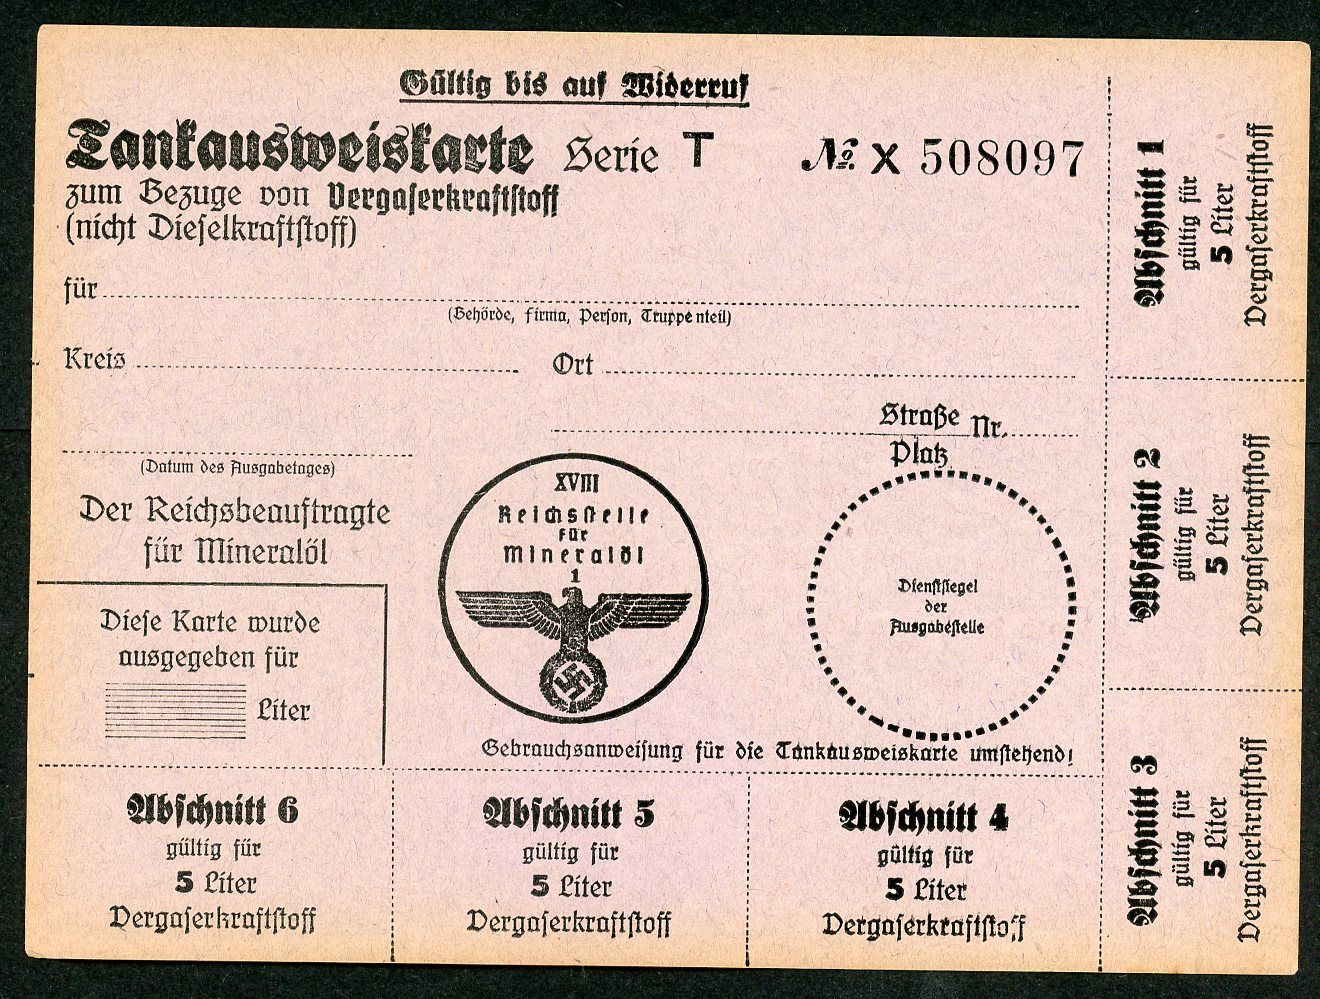 Gültig bis auf Widerruf
Tankausweiskarte Serie T № X 508097
zum Bezuge von Vergaserkraftstoff
(nicht Dieselkraftstoff)
für
(Behörde, Firma, Person, Truppenteil)
Kreis Ort
Straße Nr.
Platz
(Datum des Ausgabetages)
Der Reichsbeauftragte
für Mineralöl
XVIII
Reichsstelle
für
Mineralöl
1
Dienstsiegel
der
Ausgabestelle
Diese Karte wurde
ausgegeben für
Liter
Gebrauchsanweisung für die Tankausweiskarte umstehend!
Abschnitt 1
gültig für
5 Liter
Vergaserkraftstoff
Abschnitt 2
gültig für
5 Liter
Vergaserkraftstoff
Abschnitt 3
gültig für
5 Liter
Vergaserkraftstoff
Abschnitt 6
gültig für
5 Liter
Vergaserkraftstoff
Abschnitt 5
gültig für
5 Liter
Vergaserkraftstoff
Abschnitt 4
gültig für
5 Liter
Vergaserkraftstoff